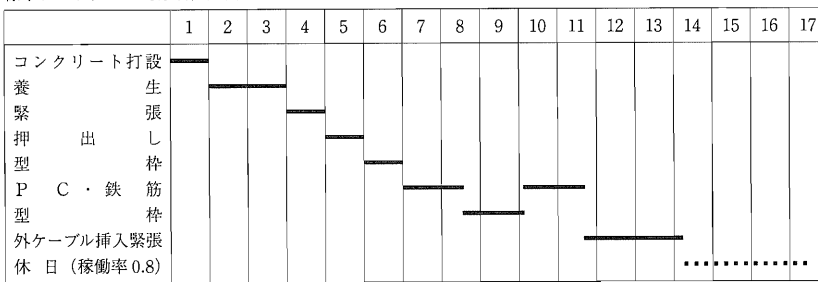 1 2 3 4 5 6 7 8 9 10 11 12 13 14 15 16 17
コンクリート打設
養生
緊張
押出し
型枠
PC・鉄筋
型枠
外ケーブル挿入緊張
休日(稼働率0.8)